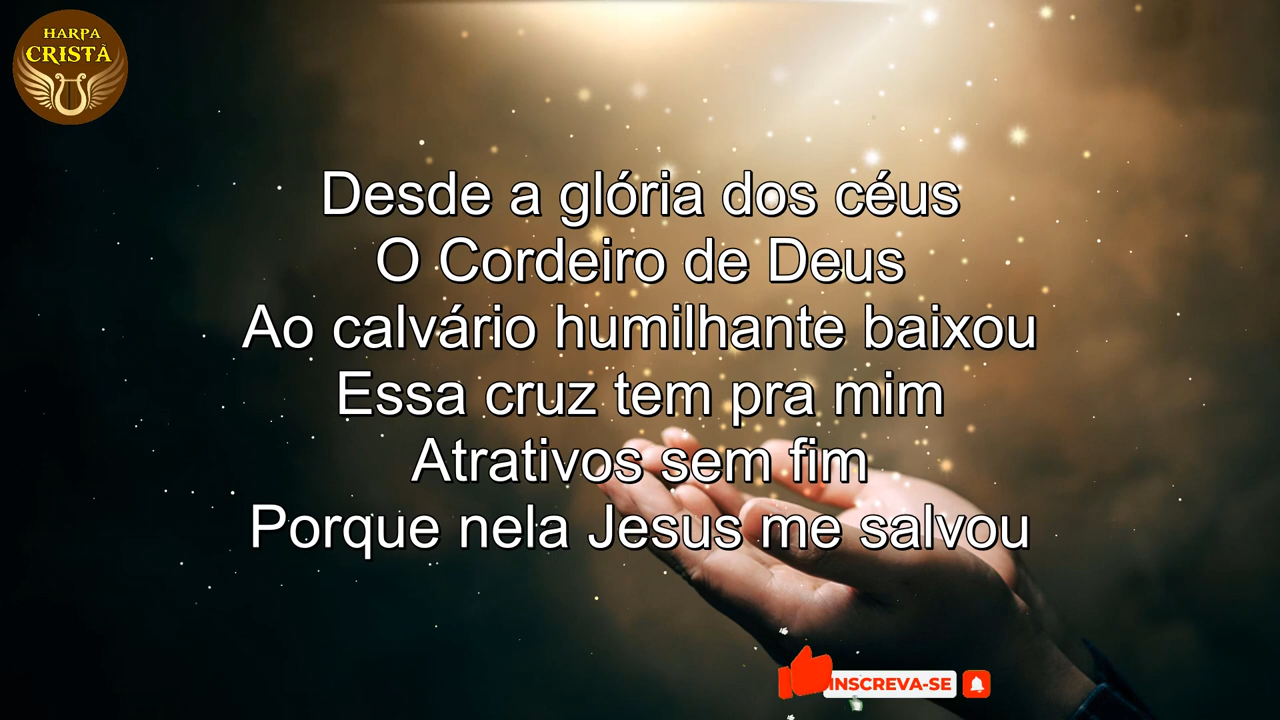 HARPA
CRISTÃ
Desde a glória dos céus
O Cordeiro de Deus
Ao calvário humilhante baixou
Essa cruz tem pra mim
Atrativos sem fim
Porque nela Jesus me salvou
INSCREVA-SE